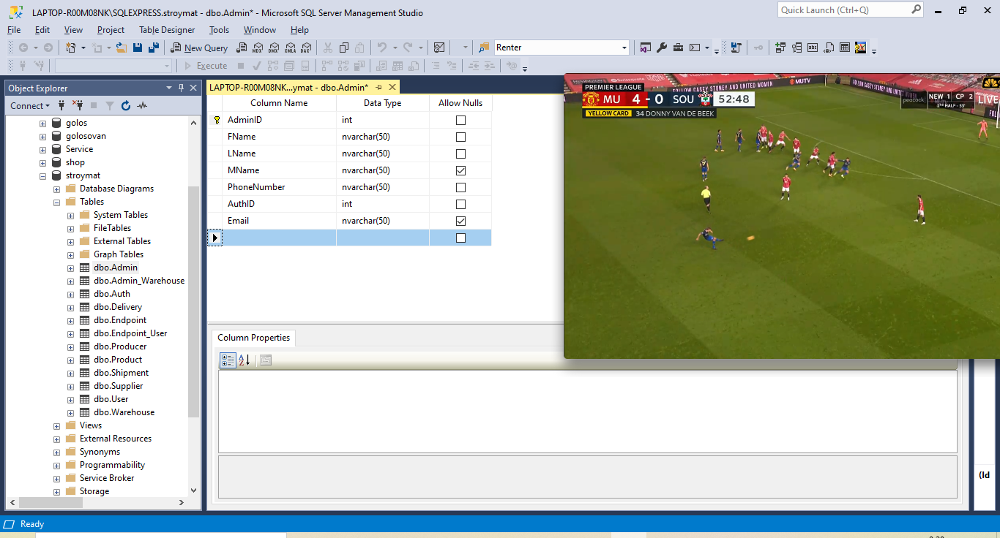 LAPTOP-R00M08NK\SQLEXPRESS.stroymat - dbo.Admin* - Microsoft SQL Server Management Studio
Quick Launch (Ctrl+Q)
File Edit View Project Table Designer Tools Window Help
New Query MDX DMX XMLA DAX Renter
Execute
Object Explorer
Connect
golos
golosovan
Service
shop
stroymat
Database Diagrams
Tables
System Tables
FileTables
External Tables
Graph Tables
dbo.Admin
dbo.Admin_Warehouse
dbo.Auth
dbo.Delivery
dbo.Endpoint
dbo.Endpoint_User
dbo.Producer
dbo.Product
dbo.Shipment
dbo.Supplier
dbo.User
dbo.Warehouse
Views
External Resources
Synonyms
Programmability
Service Broker
Storage
LAPTOP-R00M08NK...ymat - dbo.Admin*
Column Name Data Type Allow Nulls
AdminID int
FName nvarchar(50)
LName nvarchar(50)
MName nvarchar(50)
PhoneNumber nvarchar(50)
AuthID int
Email nvarchar(50)
Column Properties
FOLLOW CASEY STONEY AND WOMEN
MUTV
PREMIER LEAGUE
MU 4 - 0 SOU 52:48
YELLOW CARD 34 DONNY VAN DE BEEK
peacock NEW 1 CP 2
2ND HALF - 53'
LIVE
(Id
Ready